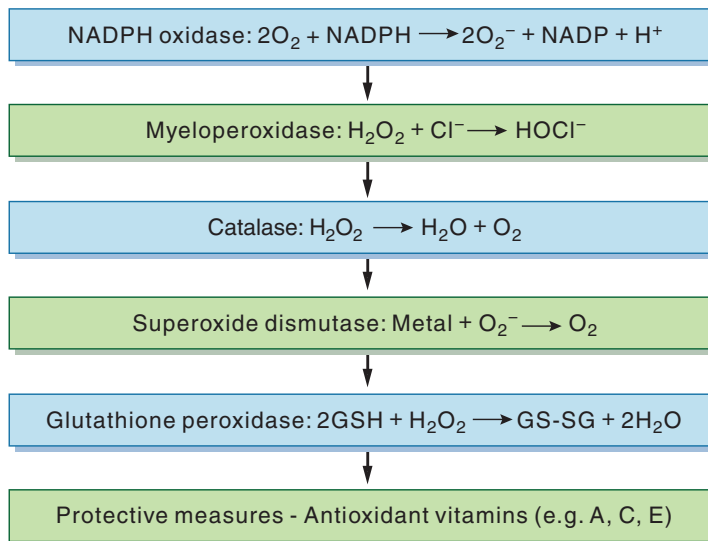 NADPH oxidase: 2O₂ + NADPH ⟶ 2O₂⁻ + NADP + H⁺
Myeloperoxidase: H₂O₂ + Cl⁻ ⟶ HOCl⁻
Catalase: H₂O₂ ⟶ H₂O + O₂
Superoxide dismutase: Metal + O₂⁻ ⟶ O₂
Glutathione peroxidase: 2GSH + H₂O₂ ⟶ GS-SG + 2H₂O
Protective measures - Antioxidant vitamins (e.g. A, C, E)